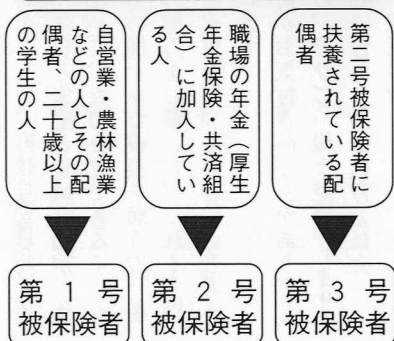 第二号被保険者に
扶養されている配
偶者
職場の年金（厚生
年金保険・共済組
合）に加入してい
る人
自営業・農林漁業
などの人とその配
偶者、二十歳以上
の学生の人
第3号
被保険者
第2号
被保険者
第1号
被保険者